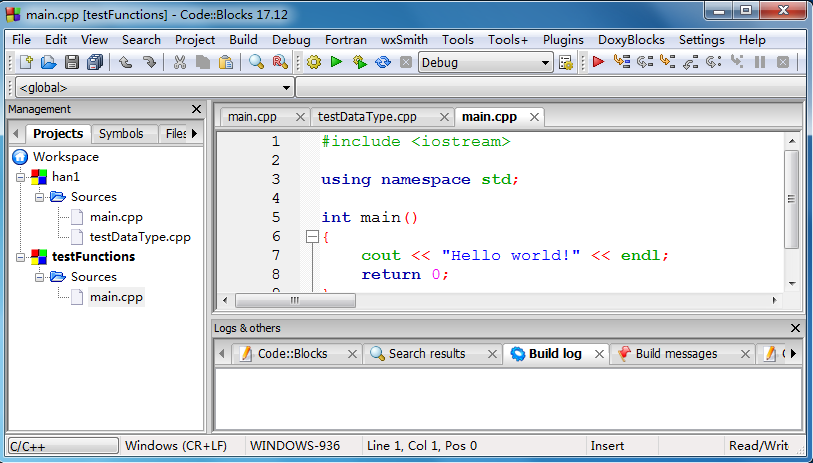 main.cpp [testFunctions] - Code::Blocks 17.12
File Edit View Search Project Build Debug Fortran wxSmith Tools Tools+ Plugins DoxyBlocks Settings Help
Debug
<global>
Management
Projects Symbols Files
Workspace
han1
Sources
main.cpp
testDataType.cpp
testFunctions
Sources
main.cpp
main.cpp testDataType.cpp main.cpp
1 #include <iostream>
2
3 using namespace std;
4
5 int main()
6 {
7 cout << "Hello world!" << endl;
8 return 0;
9 }
Logs & others
Code::Blocks Search results Build log Build messages
C/C++ Windows (CR+LF) WINDOWS-936 Line 1, Col 1, Pos 0 Insert Read/Writ